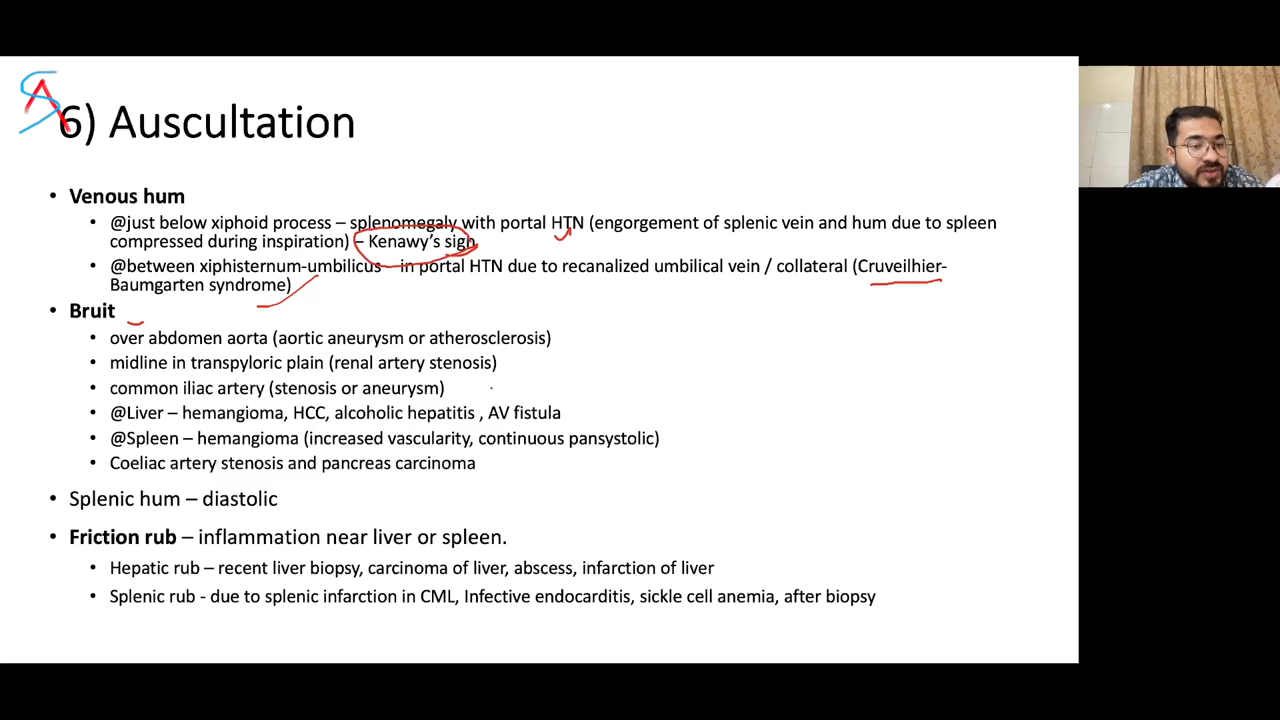 SA
6) Auscultation
• Venous hum
• @just below xiphoid process – splenomegaly with portal HTN (engorgement of splenic vein and hum due to spleen
compressed during inspiration) – Kenawy's sign
• @between xiphisternum-umbilicus – in portal HTN due to recanalized umbilical vein / collateral (Cruveilhier-
Baumgarten syndrome)
• Bruit
• over abdomen aorta (aortic aneurysm or atherosclerosis)
• midline in transpyloric plain (renal artery stenosis)
• common iliac artery (stenosis or aneurysm)
• @Liver – hemangioma, HCC, alcoholic hepatitis , AV fistula
• @Spleen – hemangioma (increased vascularity, continuous pansystolic)
• Coeliac artery stenosis and pancreas carcinoma
• Splenic hum – diastolic
• Friction rub – inflammation near liver or spleen.
• Hepatic rub – recent liver biopsy, carcinoma of liver, abscess, infarction of liver
• Splenic rub - due to splenic infarction in CML, Infective endocarditis, sickle cell anemia, after biopsy